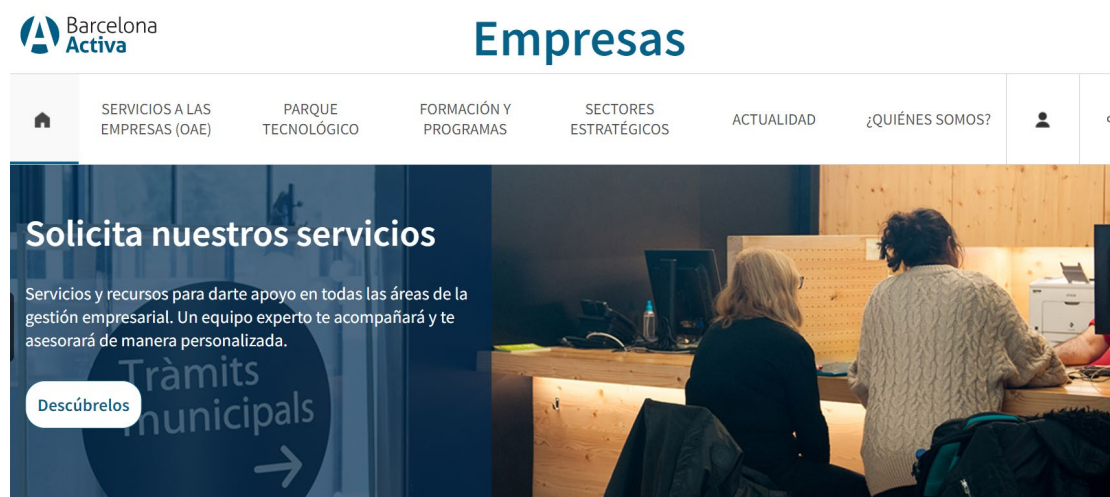 Barcelona
Activa
Empresas
SERVICIOS A LAS
EMPRESAS (OAE)
PARQUE
TECNOLÓGICO
FORMACIÓN Y
PROGRAMAS
SECTORES
ESTRATÉGICOS
ACTUALIDAD
¿QUIÉNES SOMOS?
Solicita nuestros servicios
Servicios y recursos para darte apoyo en todas las áreas de la
gestión empresarial. Un equipo experto te acompañará y te
asesorará de manera personalizada.
Descúbrelos
Tràmits
municipals